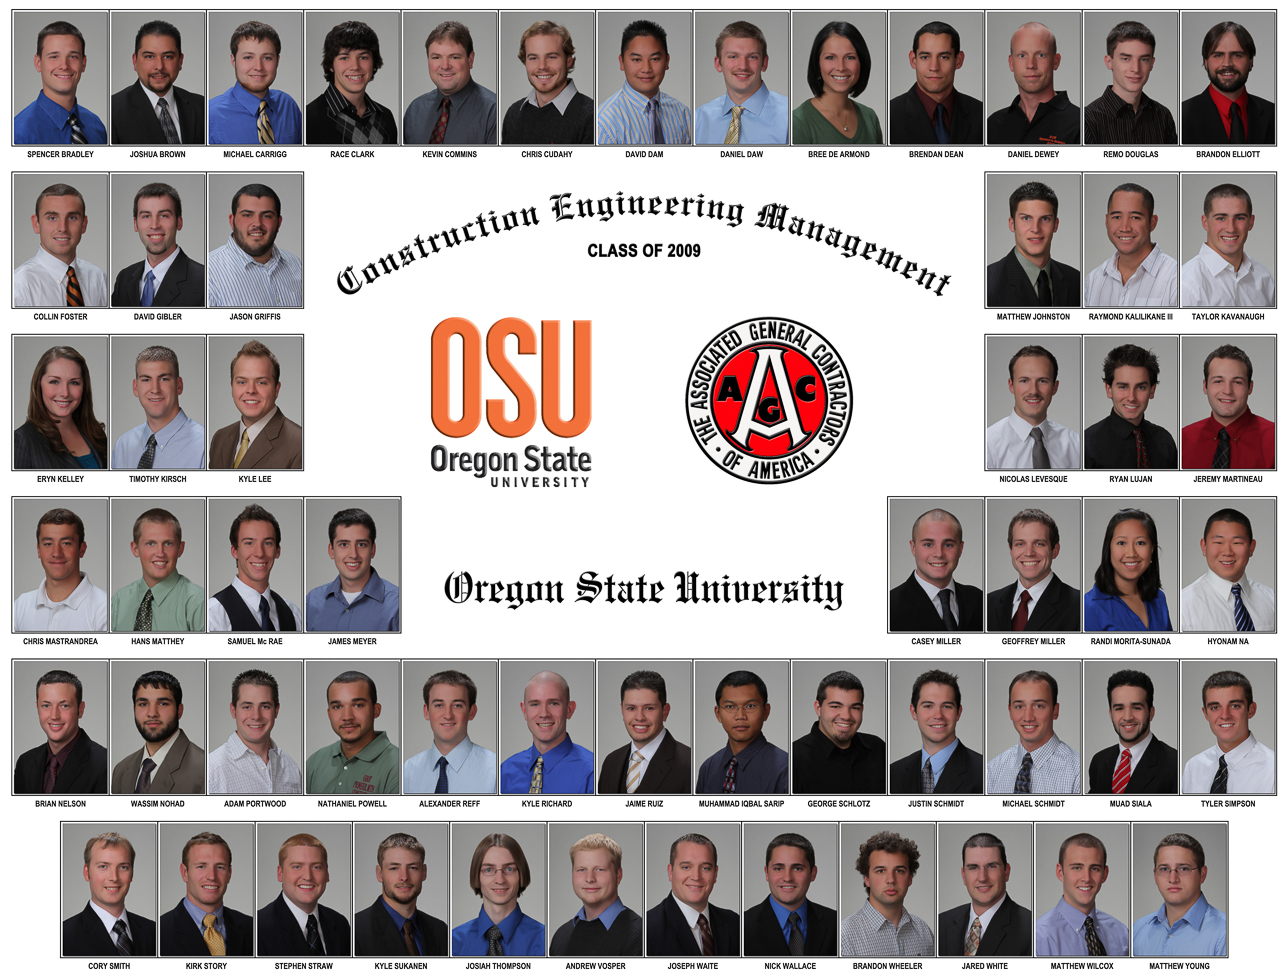 SPENCER BRADLEY JOSHUA BROWN MICHAEL CARRIGG RACE CLARK KEVIN COMMINS CHRIS CUDAHY DAVID DAM DANIEL DAW BREE DE ARMOND BRENDAN DEAN DANIEL DEWEY REMO DOUGLAS BRANDON ELLIOTT
Construction Engineering Management
CLASS OF 2009
COLLIN FOSTER DAVID GIBLER JASON GRIFFIS MATTHEW JOHNSTON RAYMOND KALILIKANE III TAYLOR KAVANAUGH
OSU
Oregon State
UNIVERSITY
THE ASSOCIATED GENERAL CONTRACTORS
OF AMERICA
A G C
ERYN KELLEY TIMOTHY KIRSCH KYLE LEE NICOLAS LEVESQUE RYAN LUJAN JEREMY MARTINEAU
Oregon State University
CHRIS MASTRANDREA HANS MATTHEY SAMUEL Mc RAE JAMES MEYER CASEY MILLER GEOFFREY MILLER RANDI MORITA-SUNADA HYONAM NA
BRIAN NELSON WASSIM NOHAD ADAM PORTWOOD NATHANIEL POWELL ALEXANDER REFF KYLE RICHARD JAIME RUIZ MUHAMMAD IQBAL SARIP GEORGE SCHLOTZ JUSTIN SCHMIDT MICHAEL SCHMIDT MUAD SIALA TYLER SIMPSON
CORY SMITH KIRK STORY STEPHEN STRAW KYLE SUKANEN JOSIAH THOMPSON ANDREW VOSPER JOSEPH WAITE NICK WALLACE BRANDON WHEELER JARED WHITE MATTHEW WILCOX MATTHEW YOUNG